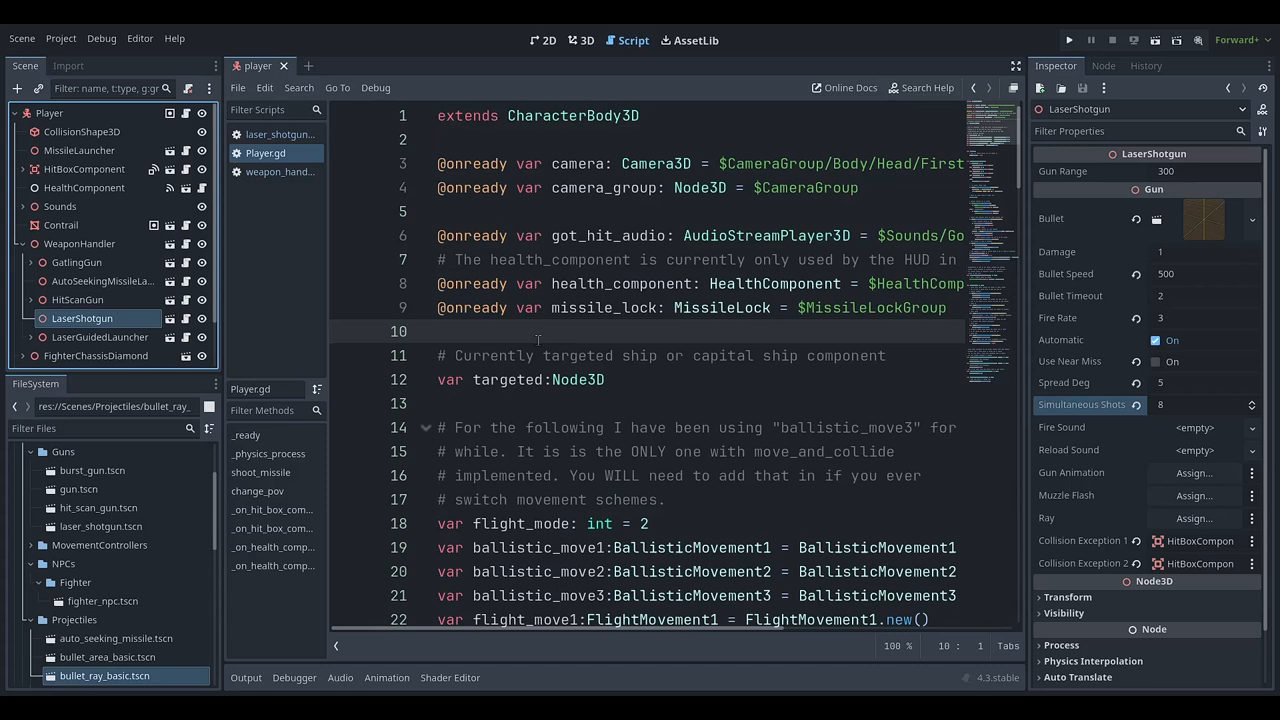 Scene Project Debug Editor Help
2D 3D Script AssetLib
Forward+
Scene Import
Filter: name, t:type, g:gr
Player
CollisionShape3D
MissileLauncher
HitBoxComponent
HealthComponent
Sounds
Contrail
WeaponHandler
GatlingGun
AutoSeekingMissileLa...
HitScanGun
LaserShotgun
LaserGuidedLauncher
FighterChassisDiamond
FileSystem
res://Scenes/Projectiles/bullet_ray_
Filter Files
Guns
burst_gun.tscn
gun.tscn
hit_scan_gun.tscn
laser_shotgun.tscn
MovementControllers
NPCs
Fighter
fighter_npc.tscn
Projectiles
auto_seeking_missile.tscn
bullet_area_basic.tscn
bullet_ray_basic.tscn
player
File Edit Search Go To Debug
Online Docs Search Help
Filter Scripts
laser_shotgun...
Player.gd
weapon_hand...
Player.gd
Filter Methods
_ready
_physics_process
shoot_missile
change_pov
_on_hit_box_com...
_on_hit_box_com...
_on_health_comp...
_on_health_comp...
1 extends CharacterBody3D
2
3 @onready var camera: Camera3D = $CameraGroup/Body/Head/First
4 @onready var camera_group: Node3D = $CameraGroup
5
6 @onready var got_hit_audio: AudioStreamPlayer3D = $Sounds/Go
7 # The health component is currently only used by the HUD in
8 @onready var health_component: HealthComponent = $HealthComp
9 @onready var missile_lock: MissileLock = $MissileLockGroup
10
11 # Currently targeted ship or capital ship component
12 var targeted:Node3D
13
14 # For the following I have been using "ballistic_move3" for
15 # while. It is is the ONLY one with move_and_collide
16 # implemented. You WILL need to add that in if you ever
17 # switch movement schemes.
18 var flight_mode: int = 2
19 var ballistic_move1:BallisticMovement1 = BallisticMovement1
20 var ballistic_move2:BallisticMovement2 = BallisticMovement2
21 var ballistic_move3:BallisticMovement3 = BallisticMovement3
22 var flight_move1:FlightMovement1 = FlightMovement1.new()
100 % 10 : 1 Tabs
Output Debugger Audio Animation Shader Editor
4.3.stable
Inspector Node History
LaserShotgun
Filter Properties
LaserShotgun
Gun Range 300
Gun
Bullet
Damage 1
Bullet Speed 500
Bullet Timeout 2
Fire Rate 1
Automatic On
Use Near Miss On
Spread Deg 5
Simultaneous Shots 8
Fire Sound <empty>
Reload Sound <empty>
Gun Animation Assign...
Muzzle Flash Assign...
Ray Assign...
Collision Exception 1 HitBoxCompon
Collision Exception 2 HitBoxCompon
Node3D
Transform
Visibility
Node
Process
Physics Interpolation
Auto Translate